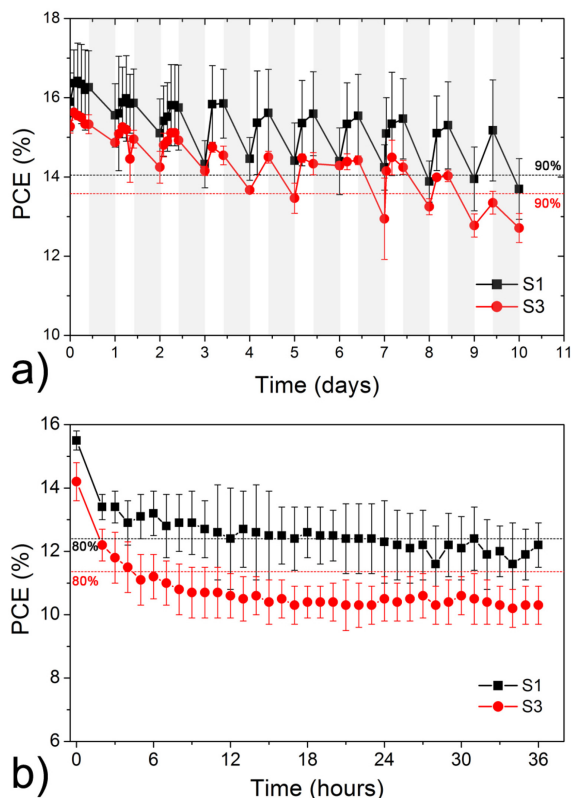 18
16
14
12
10
PCE (%)
90%
90%
S1
S3
0 1 2 3 4 5 6 7 8 9 10 11
Time (days)
a)
16
14
12
10
8
6
PCE (%)
80%
80%
S1
S3
0 6 12 18 24 30 36
Time (hours)
b)